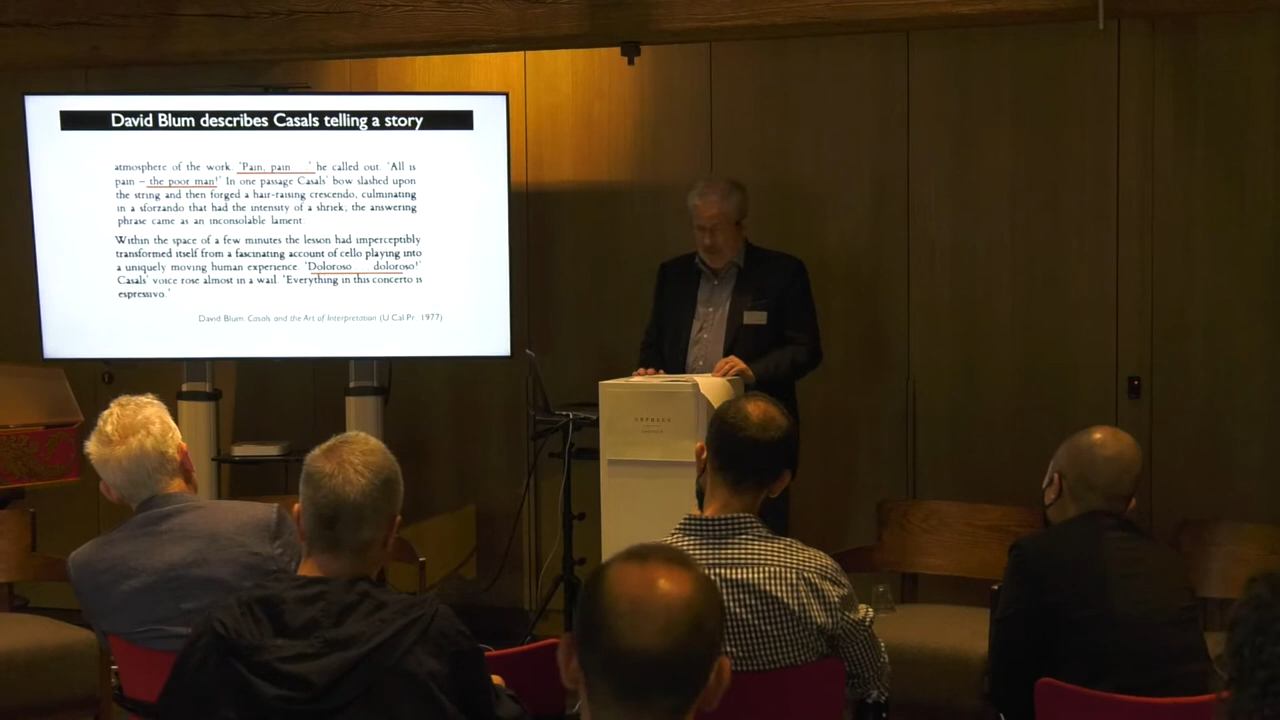 David Blum describes Casals telling a story
atmosphere of the work. 'Pain, pain ' he called out. 'All is
pain – the poor man!' In one passage Casals' bow slashed upon
the string and then forged a hair-raising crescendo, culminating
in a sforzando that had the intensity of a shriek; the answering
phrase came as an inconsolable lament
Within the space of a few minutes the lesson had imperceptibly
transformed itself from a fascinating account of cello playing into
a uniquely moving human experience. 'Doloroso doloroso!'
Casals' voice rose almost in a wail 'Everything in this concerto is
espressivo.'
David Blum. Casals and the Art of Interpretation (U Cal Pr. 1977)
ORPHEUS